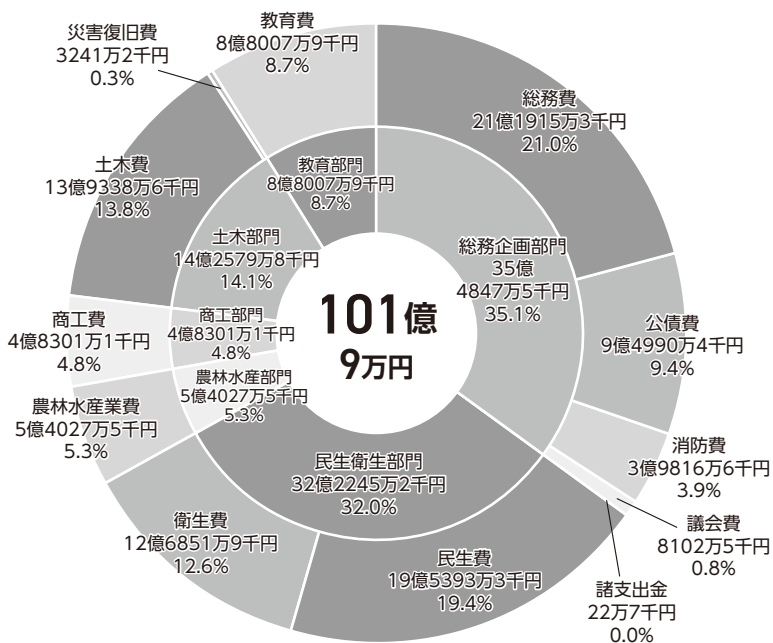 災害復旧費
3241万2千円
0.3%
教育費
8億8007万9千円
8.7%
総務費
21億1915万3千円
21.0%
土木費
13億9338万6千円
13.8%
教育部門
8億8007万9千円
8.7%
土木部門
14億2579万8千円
14.1%
総務企画部門
35億
4847万5千円
35.1%
101億
9万円
商工費
4億8301万1千円
4.8%
商工部門
4億8301万1千円
4.8%
公債費
9億4990万4千円
9.4%
農林水産部門
5億4027万5千円
5.3%
農林水産業費
5億4027万5千円
5.3%
消防費
3億9816万6千円
3.9%
民生衛生部門
32億2245万2千円
32.0%
衛生費
12億6851万9千円
12.6%
民生費
19億5393万3千円
19.4%
議会費
8102万5千円
0.8%
諸支出金
22万7千円
0.0%